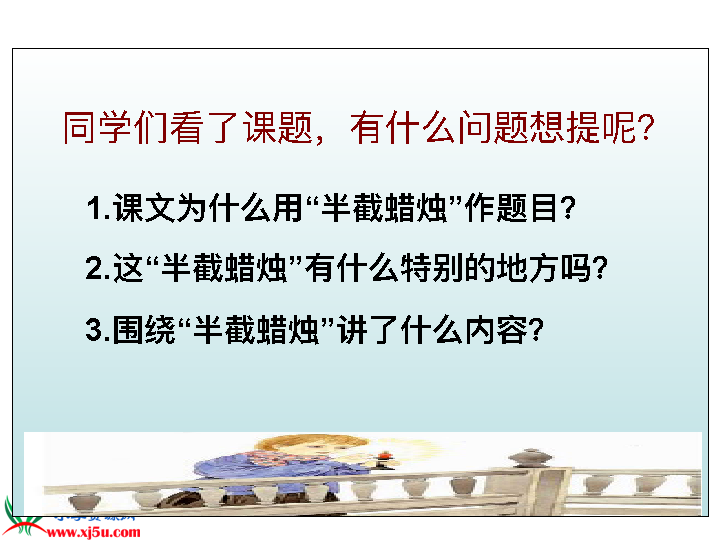 同学们看了课题，有什么问题想提呢？
1.课文为什么用“半截蜡烛”作题目？
2.这“半截蜡烛”有什么特别的地方吗？
3.围绕“半截蜡烛”讲了什么内容？
www.xj5u.com